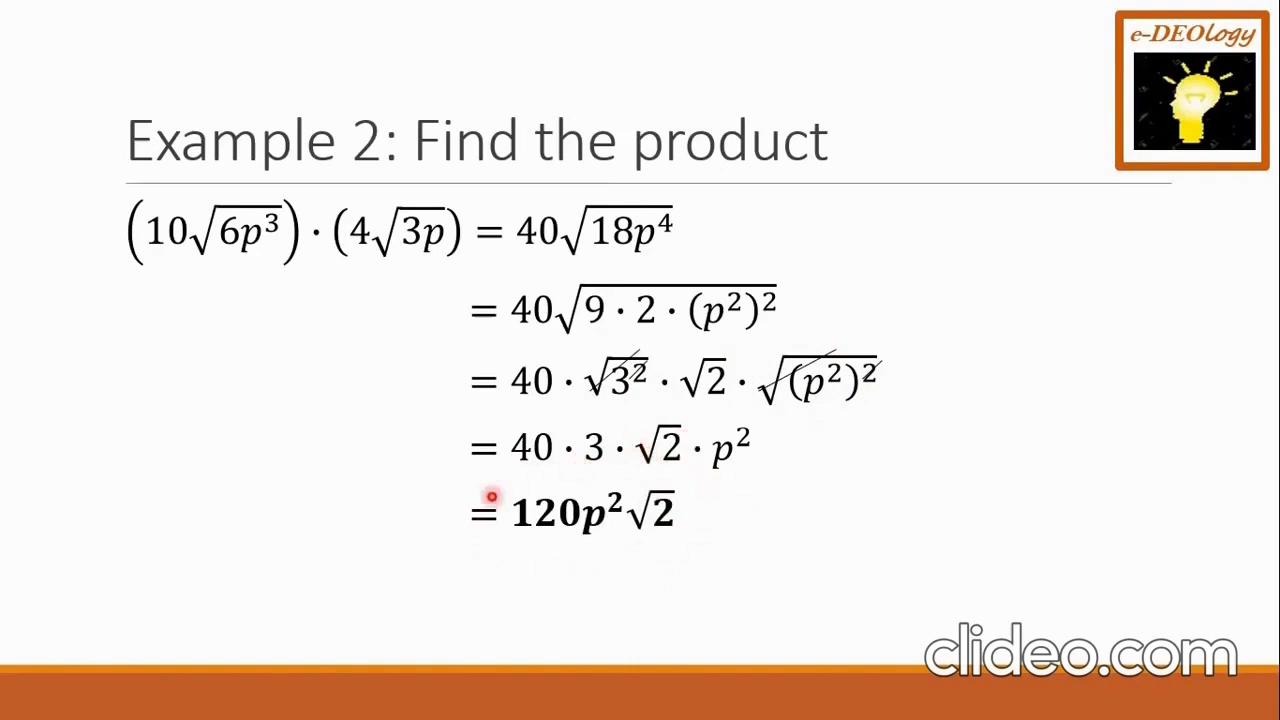 e-DEOlogy
Example 2: Find the product
(10√(6p³)) · (4√(3p)) = 40√(18p⁴)
= 40√(9 · 2 · (p²)²)
= 40 · √(3²) · √2 · √((p²)²)
= 40 · 3 · √2 · p²
= 120p²√2
clideo.com